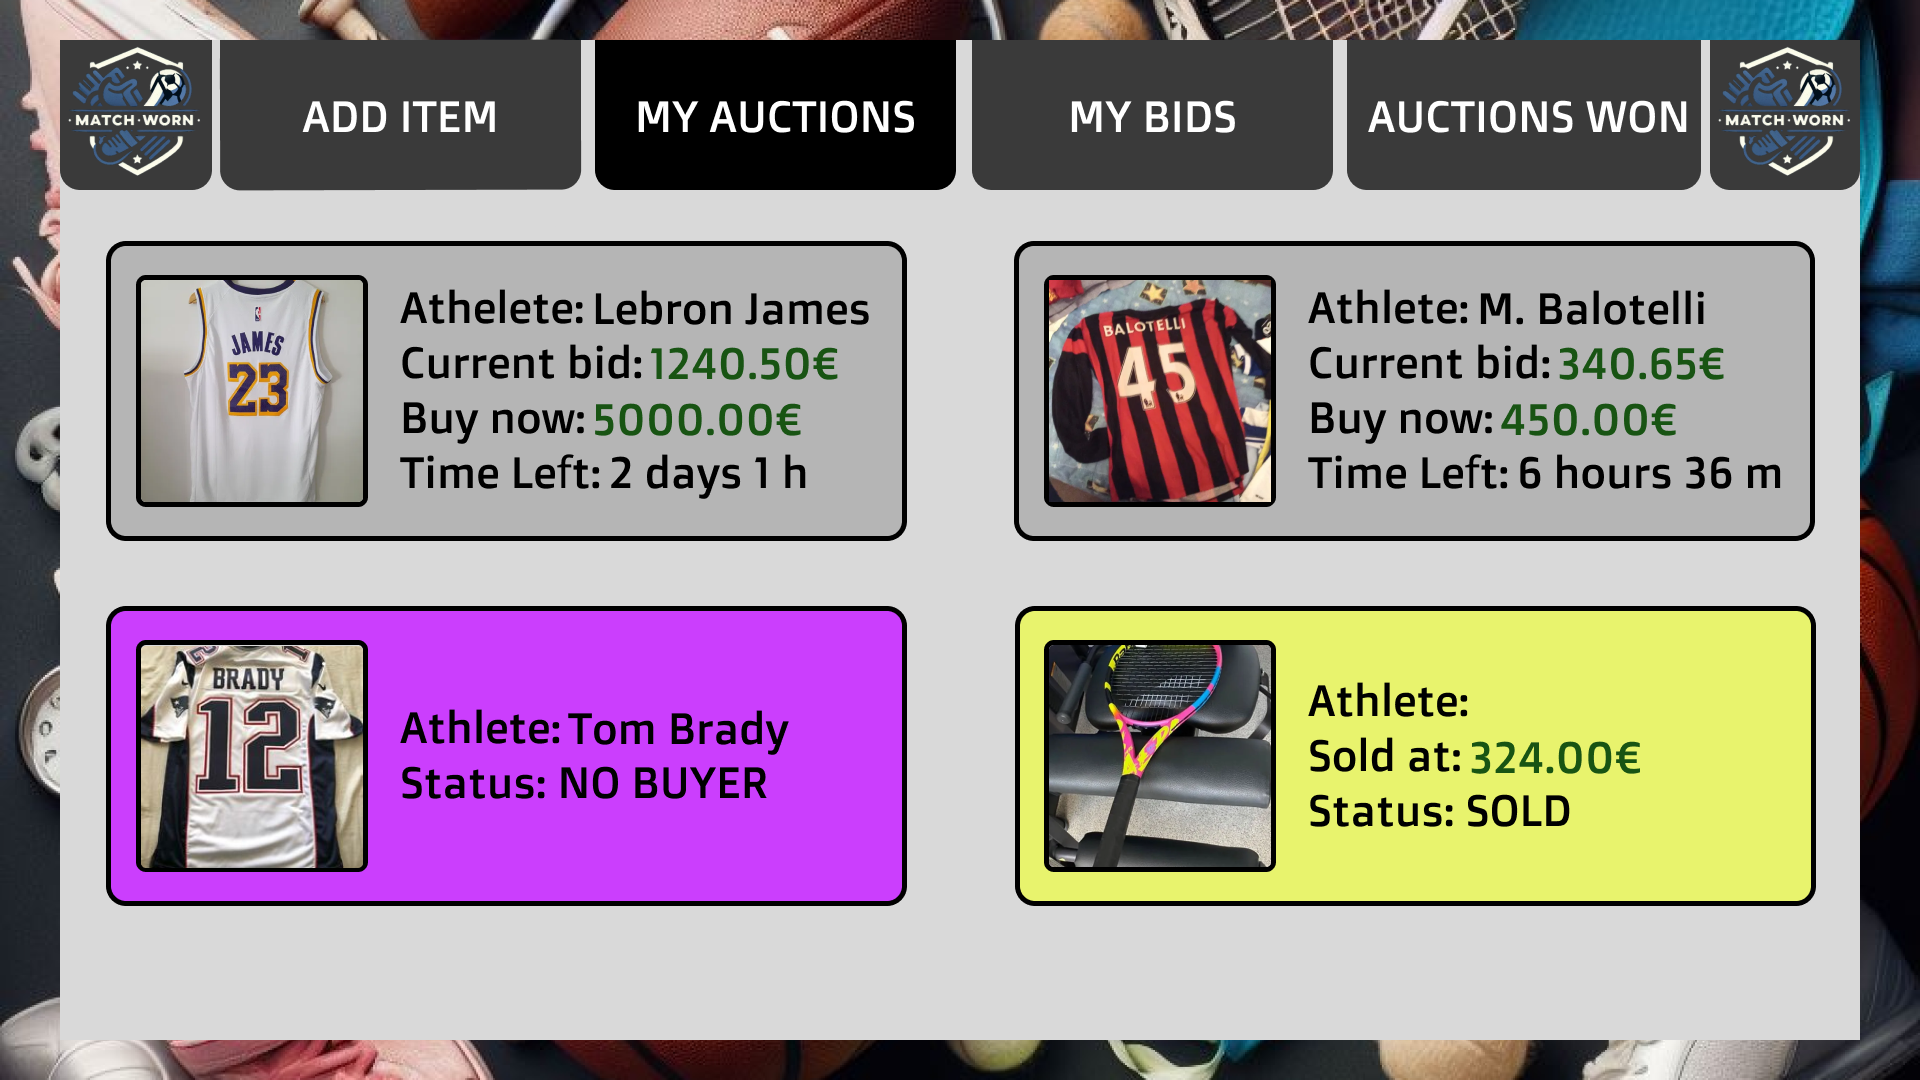 MATCH·WORN
ADD ITEM
MY AUCTIONS
MY BIDS
AUCTIONS WON
MATCH·WORN
JAMES
23
Athelete: Lebron James
Current bid: 1240.50€
Buy now: 5000.00€
Time Left: 2 days 1 h
BALOTELLI
45
Athlete: M. Balotelli
Current bid: 340.65€
Buy now: 450.00€
Time Left: 6 hours 36 m
BRADY
12
Athlete: Tom Brady
Status: NO BUYER
Athlete:
Sold at: 324.00€
Status: SOLD